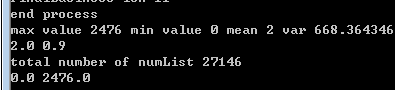 end process
max value 2476 min value 0 mean 2 var 668.364346
2.0 0.9
total number of numList 27146
0.0 2476.0